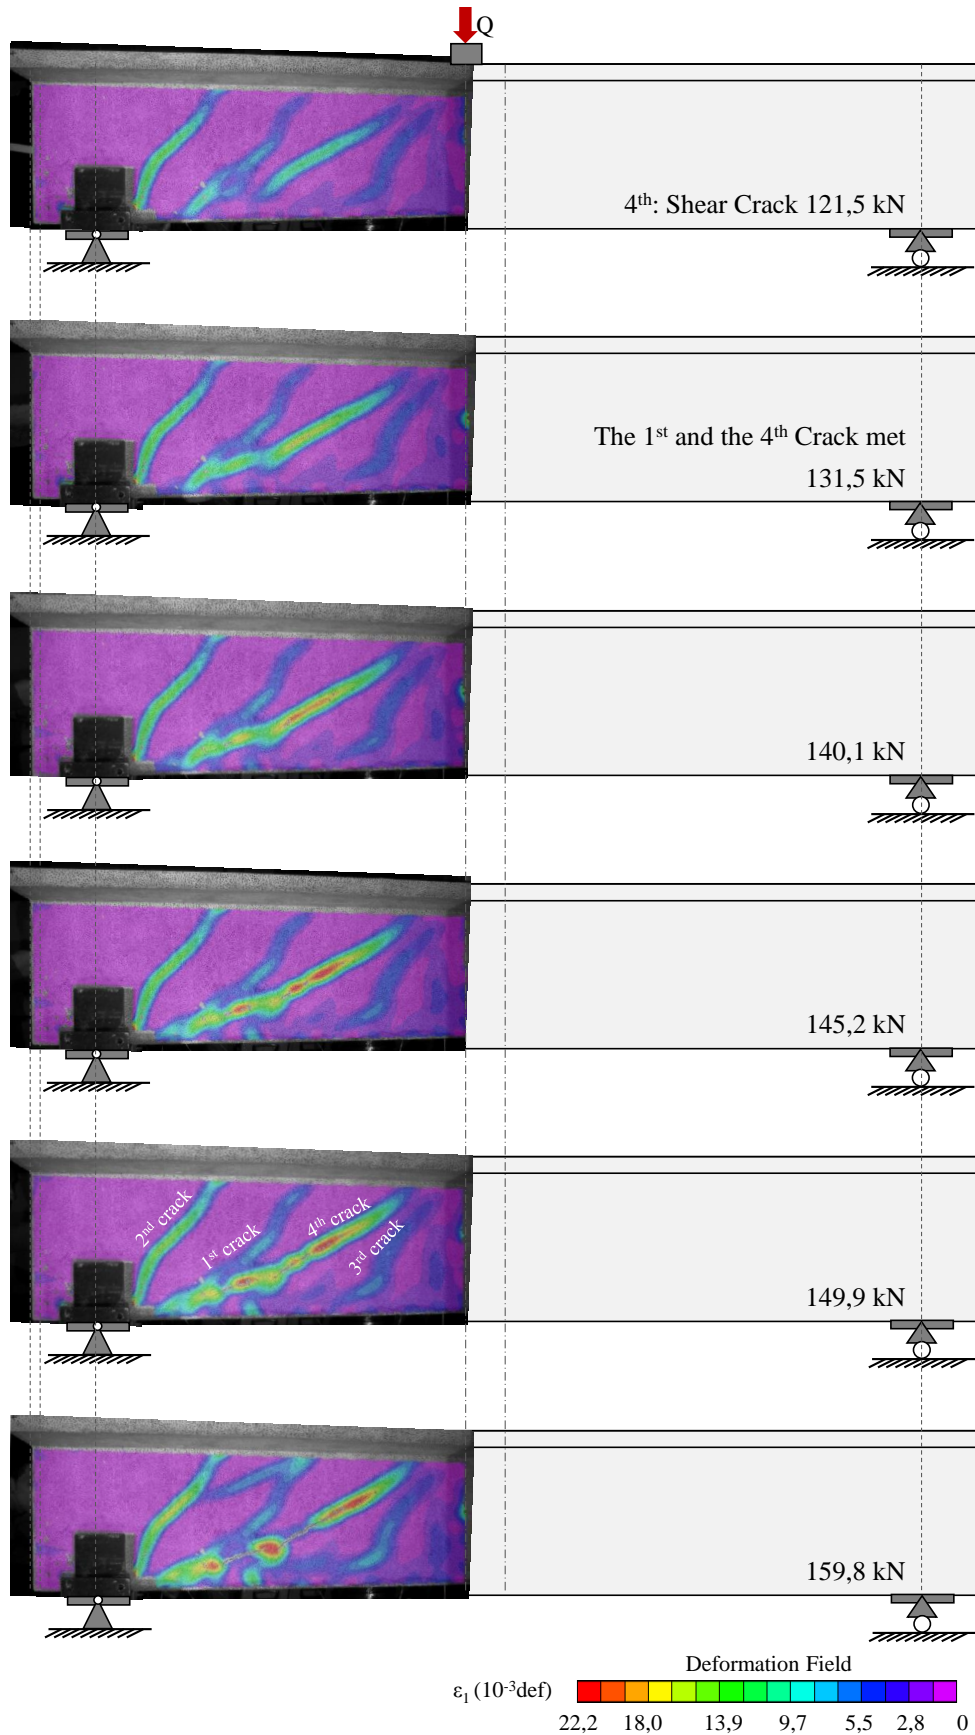 Q
4th: Shear Crack 121,5 kN
The 1st and the 4th Crack met
131,5 kN
140,1 kN
145,2 kN
2nd crack
1st crack
4th crack
3rd crack
149,9 kN
159,8 kN
Deformation Field
ε1 (10-3def)
22,2 18,0 13,9 9,7 5,5 2,8 0